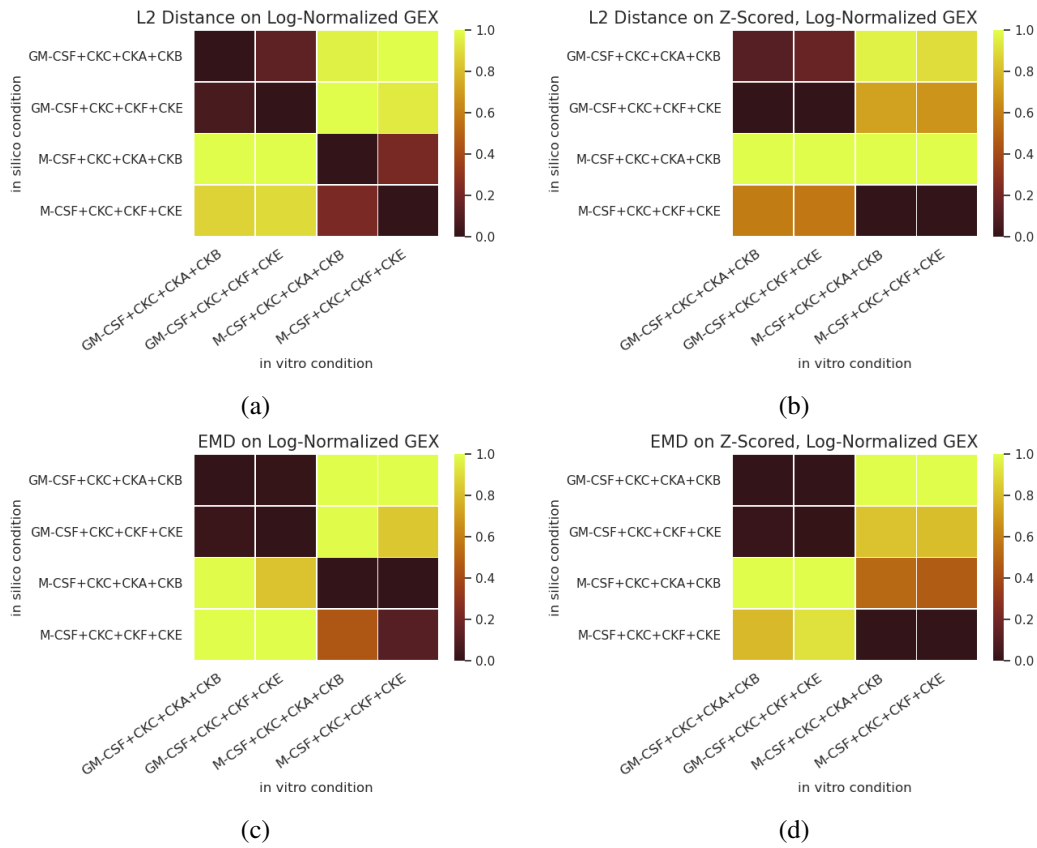 L2 Distance on Log-Normalized GEX
in silico condition
GM-CSF+CKC+CKA+CKB
GM-CSF+CKC+CKF+CKE
M-CSF+CKC+CKA+CKB
M-CSF+CKC+CKF+CKE
1.0
0.8
0.6
0.4
0.2
0.0
GM-CSF+CKC+CKA+CKB
GM-CSF+CKC+CKF+CKE
M-CSF+CKC+CKA+CKB
M-CSF+CKC+CKF+CKE
in vitro condition
(a)
L2 Distance on Z-Scored, Log-Normalized GEX
in silico condition
GM-CSF+CKC+CKA+CKB
GM-CSF+CKC+CKF+CKE
M-CSF+CKC+CKA+CKB
M-CSF+CKC+CKF+CKE
1.0
0.8
0.6
0.4
0.2
0.0
GM-CSF+CKC+CKA+CKB
GM-CSF+CKC+CKF+CKE
M-CSF+CKC+CKA+CKB
M-CSF+CKC+CKF+CKE
in vitro condition
(b)
EMD on Log-Normalized GEX
in silico condition
GM-CSF+CKC+CKA+CKB
GM-CSF+CKC+CKF+CKE
M-CSF+CKC+CKA+CKB
M-CSF+CKC+CKF+CKE
1.0
0.8
0.6
0.4
0.2
0.0
GM-CSF+CKC+CKA+CKB
GM-CSF+CKC+CKF+CKE
M-CSF+CKC+CKA+CKB
M-CSF+CKC+CKF+CKE
in vitro condition
(c)
EMD on Z-Scored, Log-Normalized GEX
in silico condition
GM-CSF+CKC+CKA+CKB
GM-CSF+CKC+CKF+CKE
M-CSF+CKC+CKA+CKB
M-CSF+CKC+CKF+CKE
1.0
0.8
0.6
0.4
0.2
0.0
GM-CSF+CKC+CKA+CKB
GM-CSF+CKC+CKF+CKE
M-CSF+CKC+CKA+CKB
M-CSF+CKC+CKF+CKE
in vitro condition
(d)